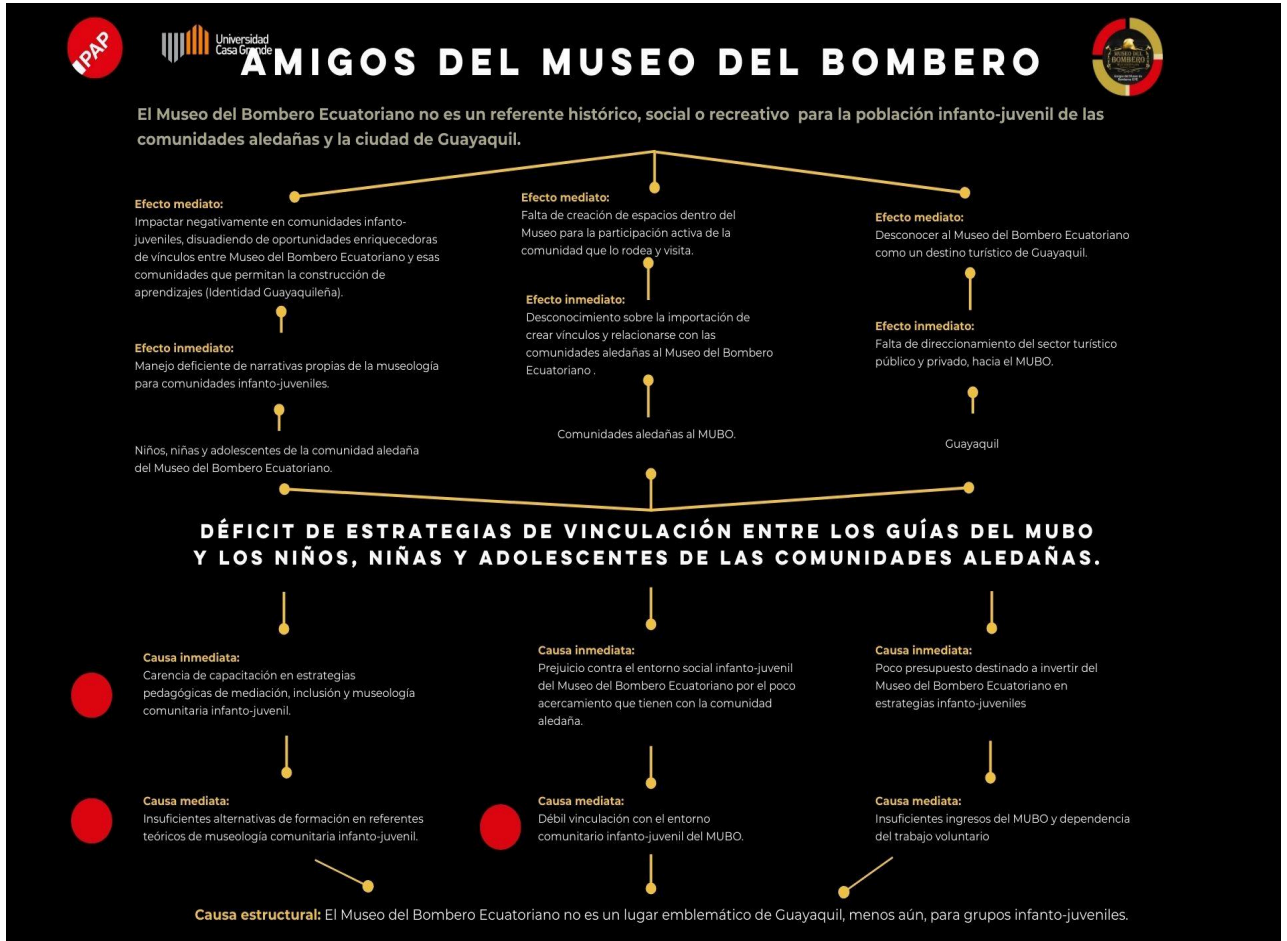 PAP
Universidad
Casa Grande
AMIGOS DEL MUSEO DEL BOMBERO
MUSEO DEL
BOMBERO
El Museo del Bombero Ecuatoriano no es un referente histórico, social o recreativo para la población infanto-juvenil de las
comunidades aledañas y la ciudad de Guayaquil.
Efecto mediato:
Impactar negativamente en comunidades infanto-
juveniles, disuadiendo de oportunidades enriquecedoras
de vínculos entre Museo del Bombero Ecuatoriano y esas
comunidades que permitan la construcción de
aprendizajes (Identidad Guayaquileña).
Efecto mediato:
Falta de creación de espacios dentro del
Museo para la participación activa de la
comunidad que lo rodea y visita.
Efecto mediato:
Desconocer al Museo del Bombero Ecuatoriano
como un destino turístico de Guayaquil.
Efecto inmediato:
Manejo deficiente de narrativas propias de la museología
para comunidades infanto-juveniles.
Efecto inmediato:
Desconocimiento sobre la importación de
crear vínculos y relacionarse con las
comunidades aledañas al Museo del Bombero
Ecuatoriano .
Efecto inmediato:
Falta de direccionamiento del sector turístico
público y privado, hacia el MUBO.
Niños, niñas y adolescentes de la comunidad aledaña
del Museo del Bombero Ecuatoriano.
Comunidades aledañas al MUBO.
Guayaquil
DÉFICIT DE ESTRATEGIAS DE VINCULACIÓN ENTRE LOS GUÍAS DEL MUBO
Y LOS NIÑOS, NIÑAS Y ADOLESCENTES DE LAS COMUNIDADES ALEDAÑAS.
Causa inmediata:
Carencia de capacitación en estrategias
pedagógicas de mediación, inclusión y museología
comunitaria infanto-juvenil.
Causa inmediata:
Prejuicio contra el entorno social infanto-juvenil
del Museo del Bombero Ecuatoriano por el poco
acercamiento que tienen con la comunidad
aledaña.
Causa inmediata:
Poco presupuesto destinado a invertir del
Museo del Bombero Ecuatoriano en
estrategias infanto-juveniles
Causa mediata:
Insuficientes alternativas de formación en referentes
teóricos de museología comunitaria infanto-juvenil.
Causa mediata:
Débil vinculación con el entorno
comunitario infanto-juvenil del MUBO.
Causa mediata:
Insuficientes ingresos del MUBO y dependencia
del trabajo voluntario
Causa estructural: El Museo del Bombero Ecuatoriano no es un lugar emblemático de Guayaquil, menos aún, para grupos infanto-juveniles.